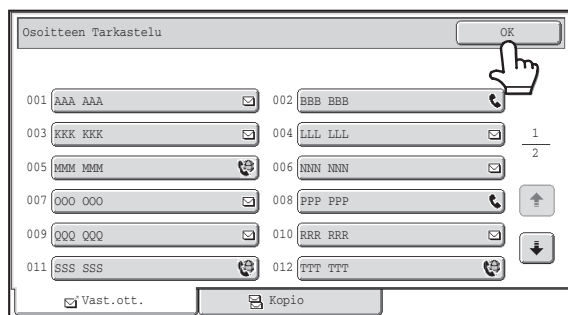 Osoitteen Tarkastelu OK
001 AAA AAA 002 BBB BBB
003 KKK KKK 004 LLL LLL 1
005 MMM MMM 006 NNN NNN 2
007 OOO OOO 008 PPP PPP
009 QQQ QQQ 010 RRR RRR
011 SSS SSS 012 TTT TTT
Vast.ott. Kopio